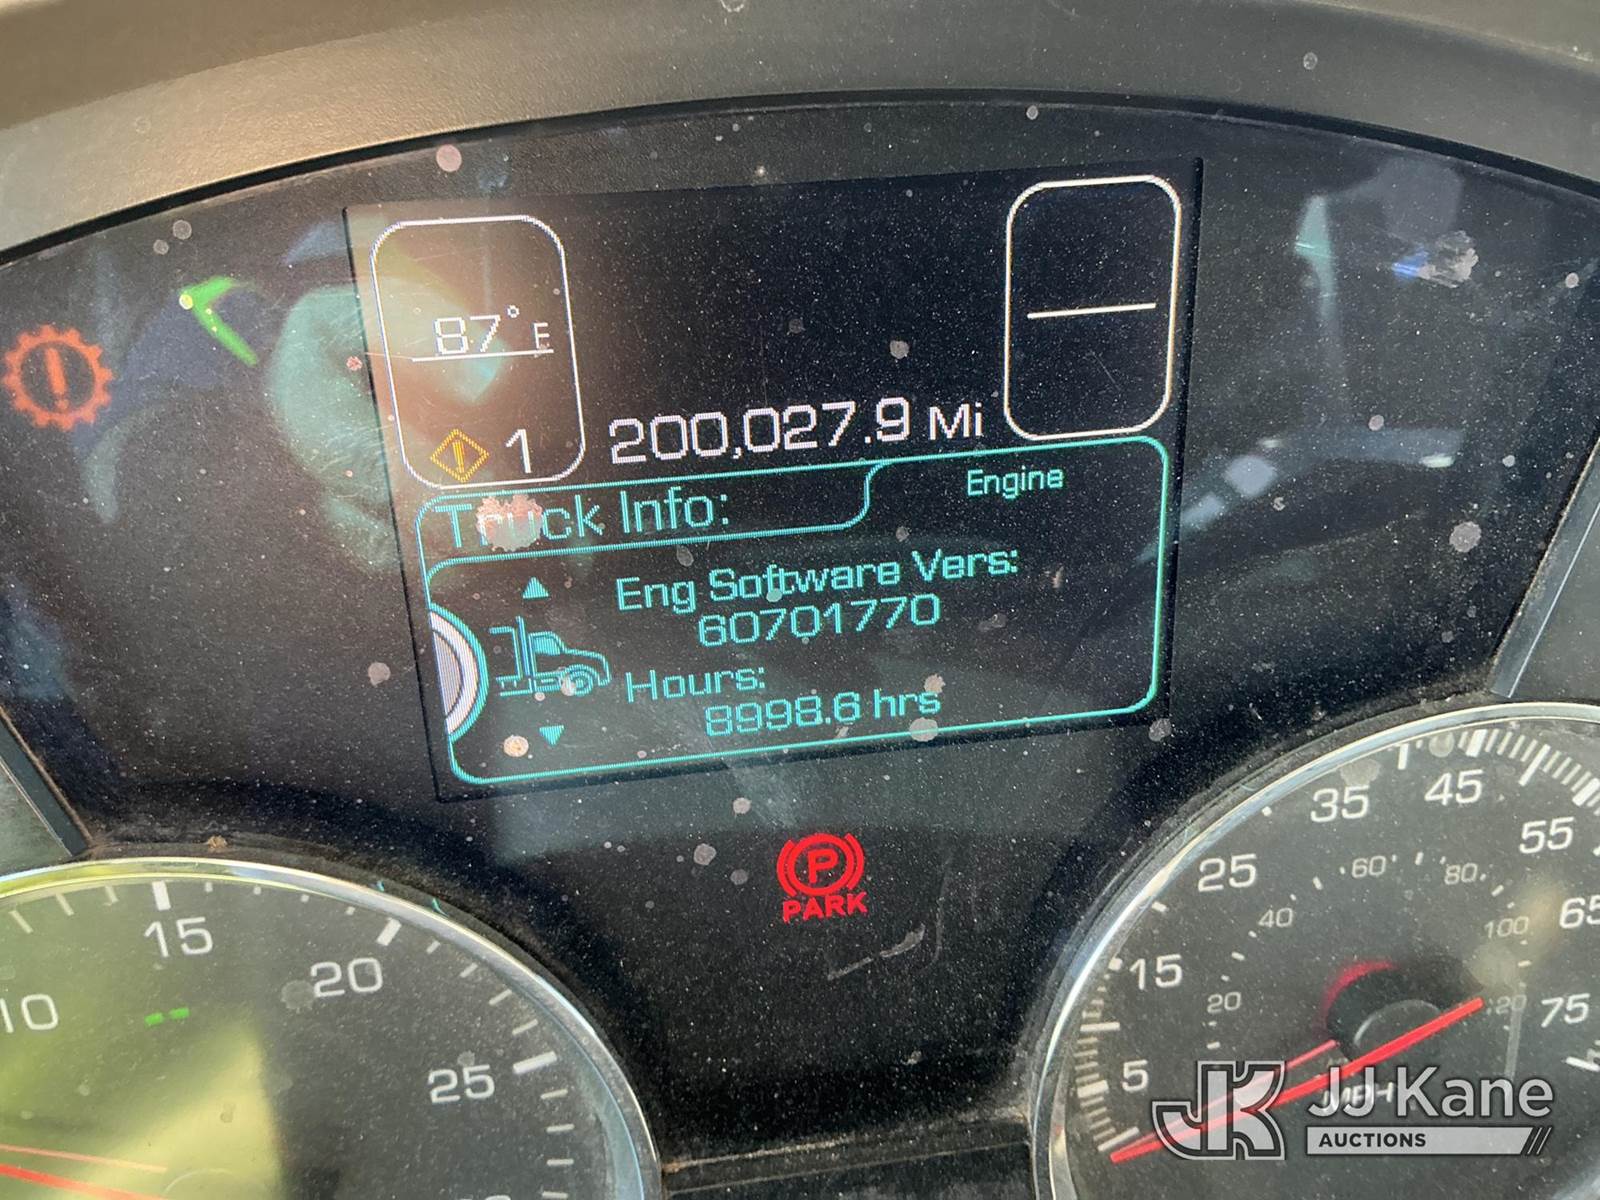 87° F
1
200,027.9 Mi
Truck Info:
Engine
Eng Software Vers:
60701770
Hours:
8998.6 hrs
P
PARK
10
15
20
25
5
15
25
35
45
55
65
75
20
40
60
80
100
120
MPH
JJ Kane
AUCTIONS